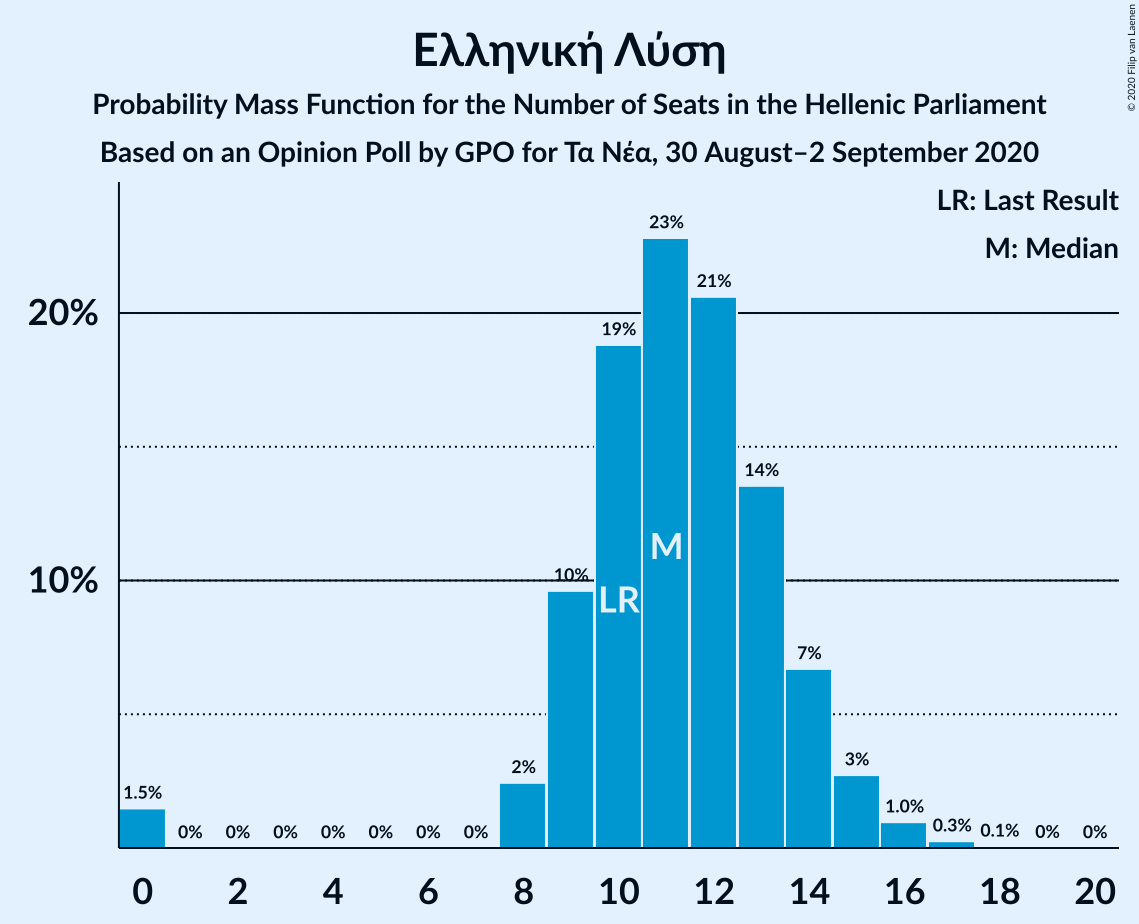 © 2020 Filip van Laenen
Ελληνική Λύση
Probability Mass Function for the Number of Seats in the Hellenic Parliament
Based on an Opinion Poll by GPO for Τα Νέα, 30 August–2 September 2020
LR: Last Result
M: Median
23%
21%
20%
19%
14%
M
10%
10%
LR
7%
2%
3%
1.5%
0%
0%
0%
0%
0%
0%
0%
1.0%
0.3%
0.1%
0%
0%
0 2 4 6 8 10 12 14 16 18 20